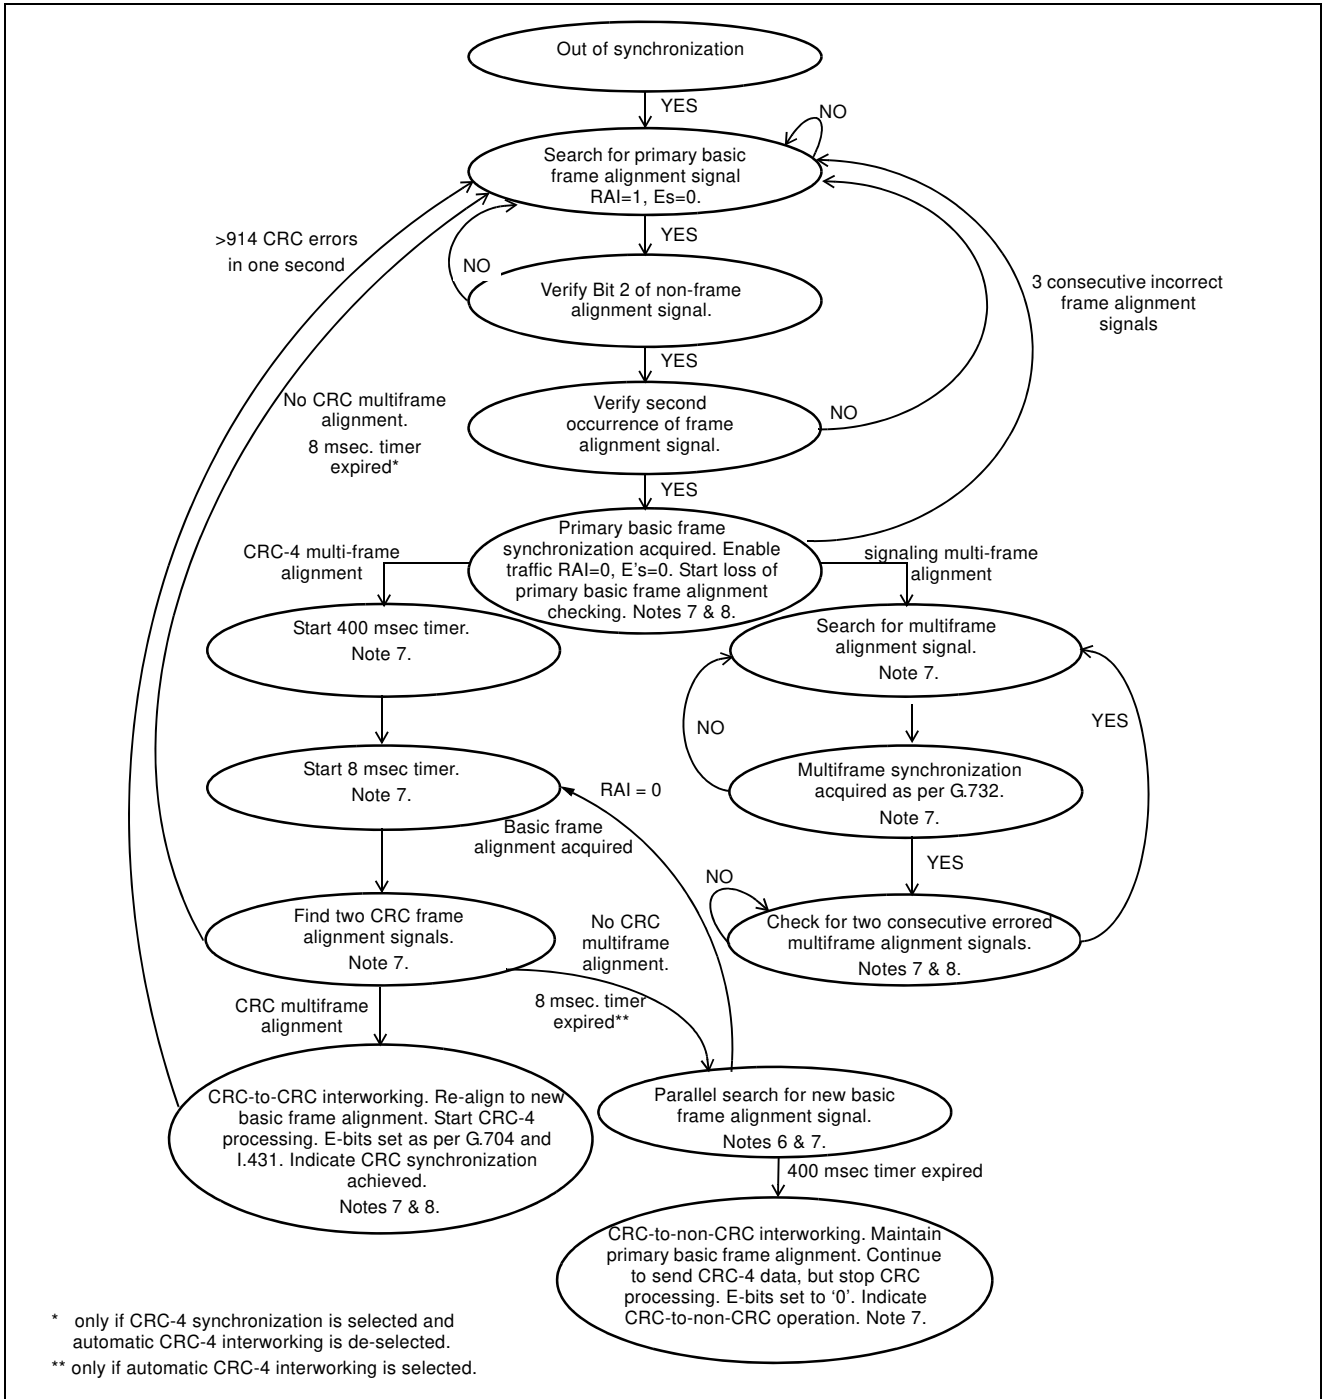 Out of synchronization
YES
NO
Search for primary basic
frame alignment signal
RAI=1, Es=0.
YES
>914 CRC errors
in one second
NO
Verify Bit 2 of non-frame
alignment signal.
3 consecutive incorrect
frame alignment
signals
YES
No CRC multiframe
alignment.
8 msec. timer
expired*
Verify second
occurrence of frame
alignment signal.
NO
YES
Primary basic frame
synchronization acquired. Enable
traffic RAI=0, E's=0. Start loss of
primary basic frame alignment
checking. Notes 7 & 8.
CRC-4 multi-frame
alignment
signaling multi-frame
alignment
Start 400 msec timer.
Note 7.
Search for multiframe
alignment signal.
Note 7.
NO
YES
Start 8 msec timer.
Note 7.
RAI = 0
Basic frame
alignment acquired
Multiframe synchronization
acquired as per G.732.
Note 7.
YES
NO
Find two CRC frame
alignment signals.
Note 7.
No CRC
multiframe
alignment.
8 msec. timer
expired**
Check for two consecutive errored
multiframe alignment signals.
Notes 7 & 8.
CRC multiframe
alignment
CRC-to-CRC interworking. Re-align to new
basic frame alignment. Start CRC-4
processing. E-bits set as per G.704 and
I.431. Indicate CRC synchronization
achieved.
Notes 7 & 8.
Parallel search for new basic
frame alignment signal.
Notes 6 & 7.
400 msec timer expired
CRC-to-non-CRC interworking. Maintain
primary basic frame alignment. Continue
to send CRC-4 data, but stop CRC
processing. E-bits set to ‘0’. Indicate
CRC-to-non-CRC operation. Note 7.
* only if CRC-4 synchronization is selected and
automatic CRC-4 interworking is de-selected.
** only if automatic CRC-4 interworking is selected.